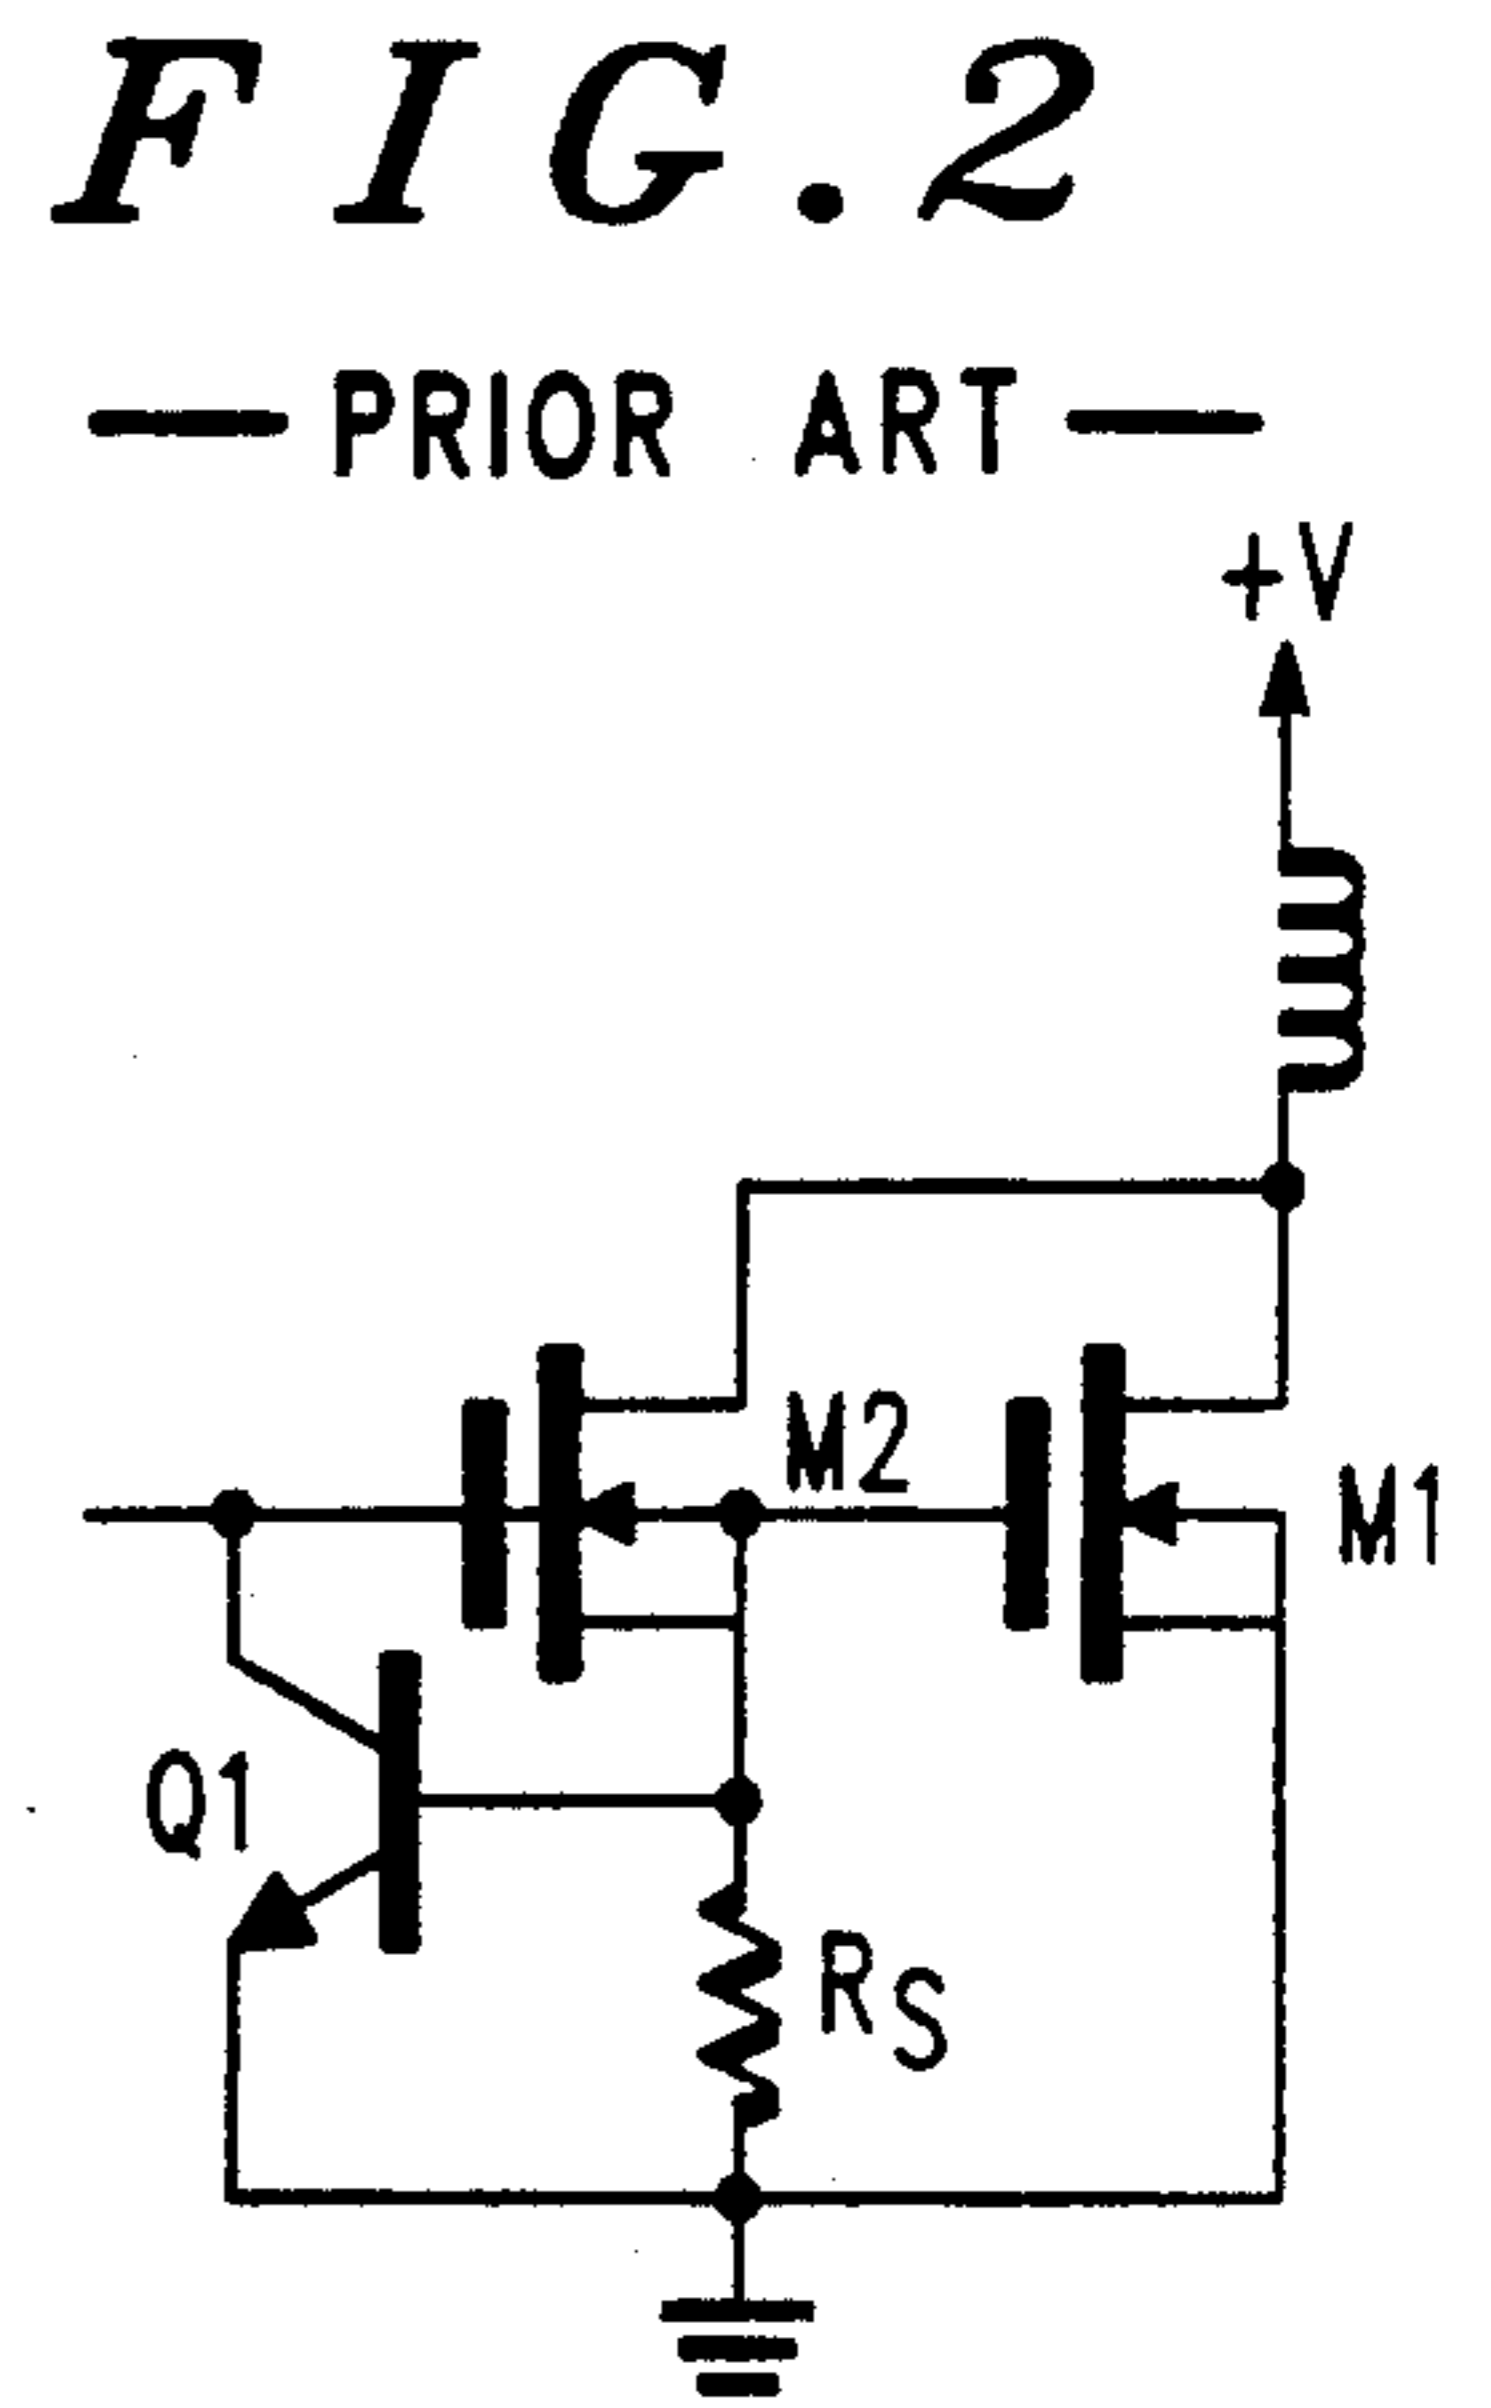 FIG.2
—PRIOR ART—
+V
M2
M1
Q1
RS